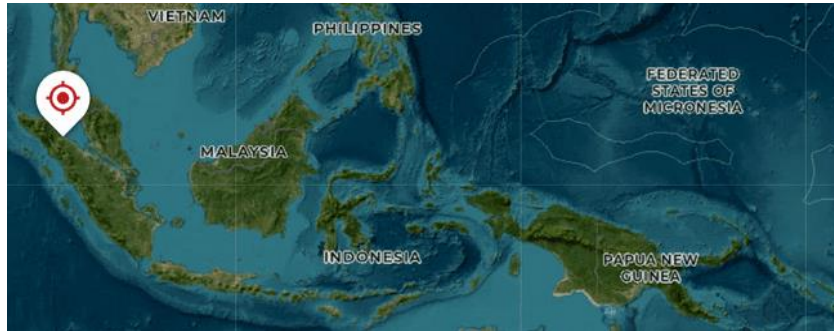 VIETNAM
PHILIPPINES
FEDERATED
STATES OF
MICRONESIA
MALAYSIA
INDONESIA
PAPUA NEW
GUINEA